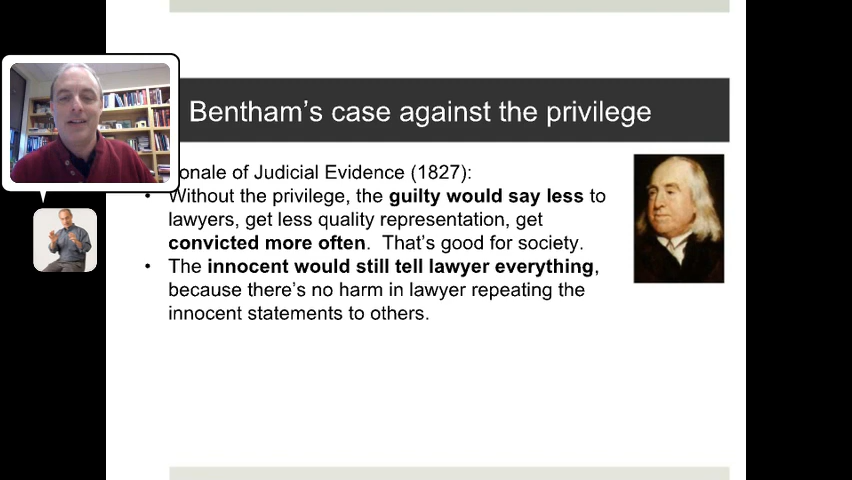 Bentham's case against the privilege
onale of Judicial Evidence (1827):
• Without the privilege, the guilty would say less to
lawyers, get less quality representation, get
convicted more often. That's good for society.
• The innocent would still tell lawyer everything,
because there's no harm in lawyer repeating the
innocent statements to others.